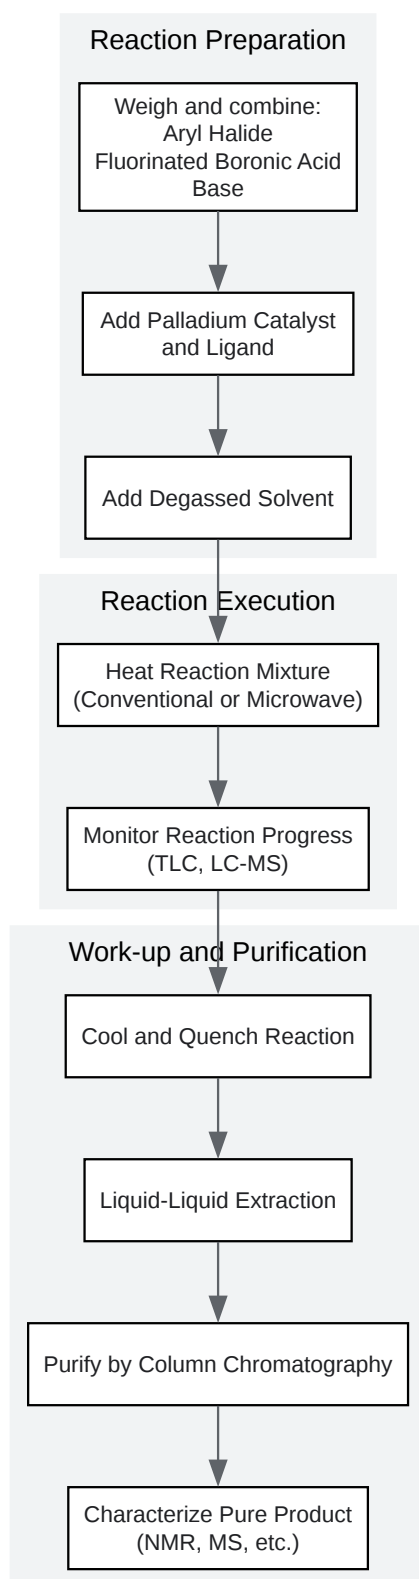 Reaction Preparation
Weigh and combine:
Aryl Halide
Fluorinated Boronic Acid
Base
Add Palladium Catalyst
and Ligand
Add Degassed Solvent
Reaction Execution
Heat Reaction Mixture
(Conventional or Microwave)
Monitor Reaction Progress
(TLC, LC-MS)
Work-up and Purification
Cool and Quench Reaction
Liquid-Liquid Extraction
Purify by Column Chromatography
Characterize Pure Product
(NMR, MS, etc.)